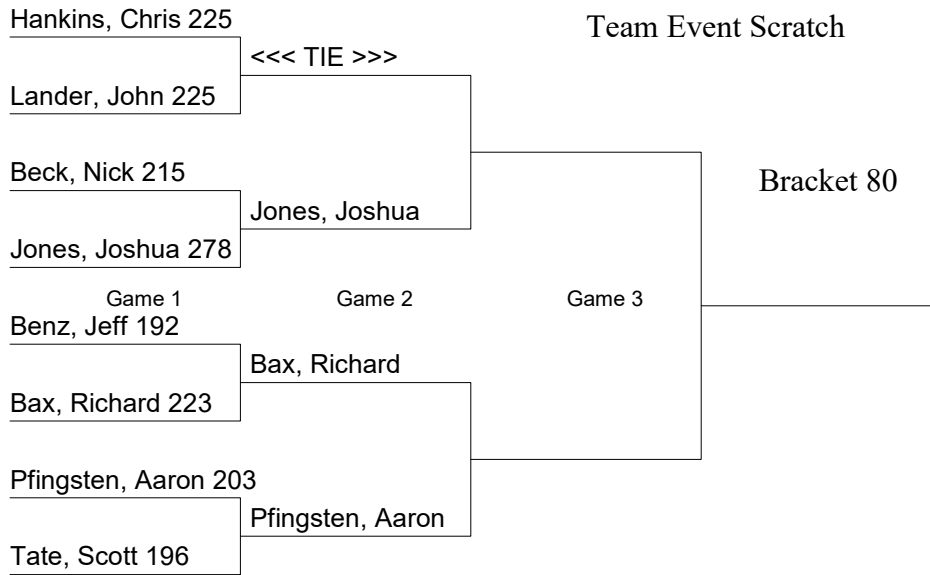 Hankins, Chris 225
Team Event Scratch
<<< TIE >>>
Lander, John 225
Beck, Nick 215
Bracket 80
Jones, Joshua
Jones, Joshua 278
Game 1
Game 2
Game 3
Benz, Jeff 192
Bax, Richard
Bax, Richard 223
Pfingsten, Aaron 203
Pfingsten, Aaron
Tate, Scott 196